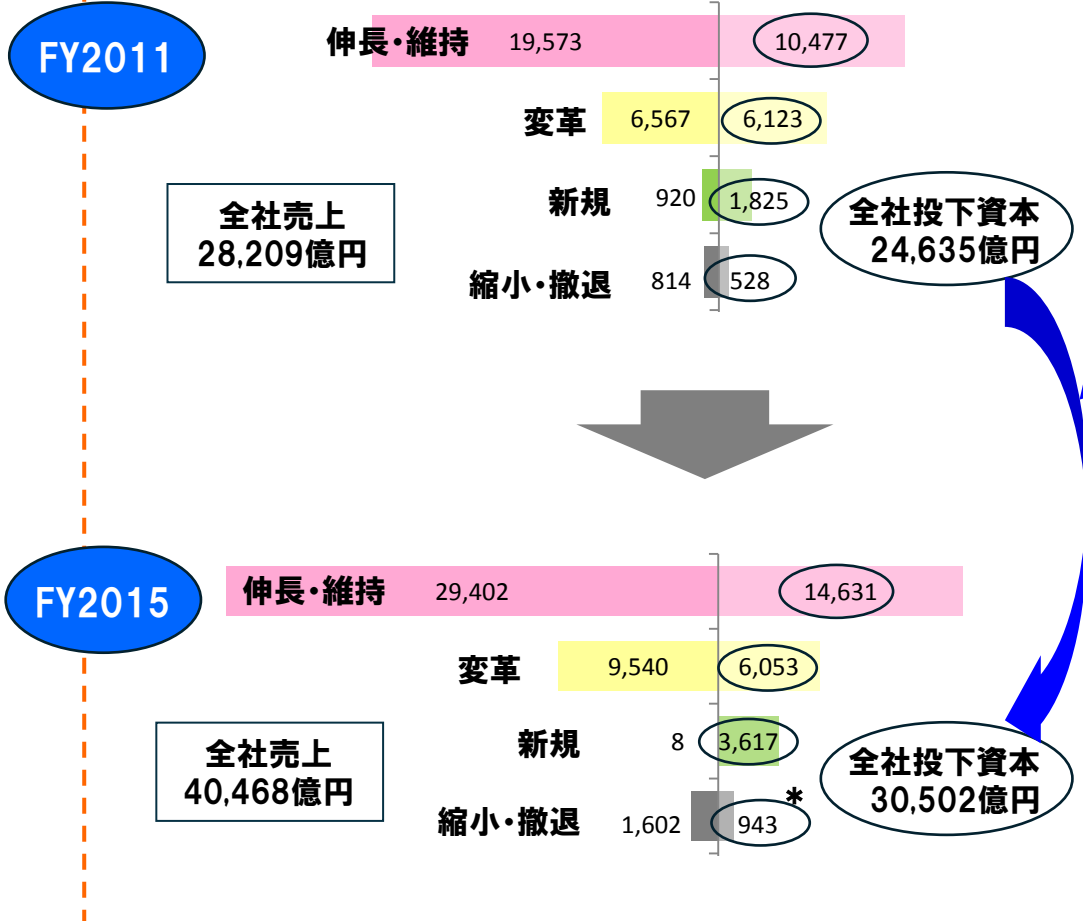 FY2011
伸長・維持 19,573 10,477
変革 6,567 6,123
新規 920 1,825
縮小・撤退 814 528
全社売上
28,209億円
全社投下資本
24,635億円
FY2015
伸長・維持 29,402 14,631
変革 9,540 6,053
新規 8 3,617
縮小・撤退 1,602 943 *
全社売上
40,468億円
全社投下資本
30,502億円